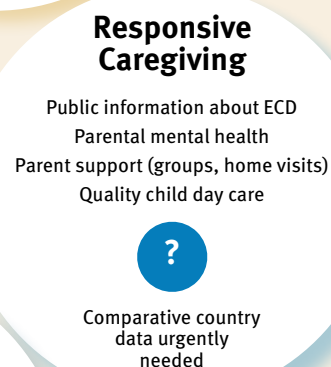 Responsive
Caregiving
Public information about ECD
Parental mental health
Parent support (groups, home visits)
Quality child day care
?
Comparative country
data urgently
needed